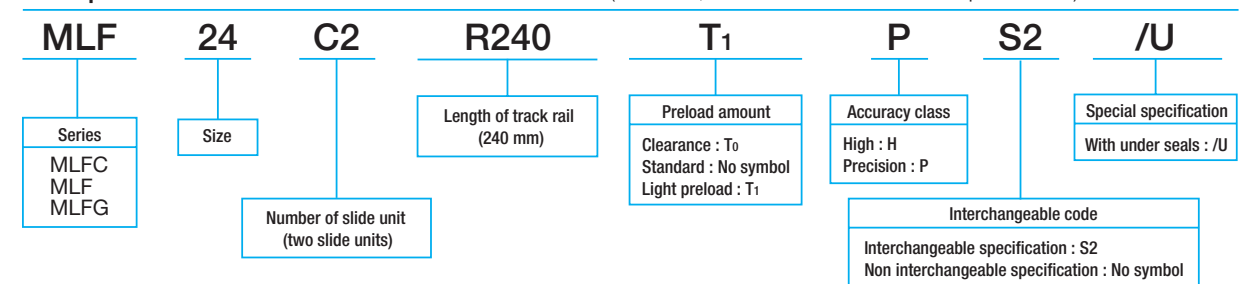 MLF 24 C2 R240 T1 P S2 /U
Series
MLFC
MLF
MLFG
Size
Number of slide unit
(two slide units)
Length of track rail
(240 mm)
Preload amount
Clearance : T0
Standard : No symbol
Light preload : T1
Accuracy class
High : H
Precision : P
Interchangeable code
Interchangeable specification : S2
Non interchangeable specification : No symbol
Special specification
With under seals : /U